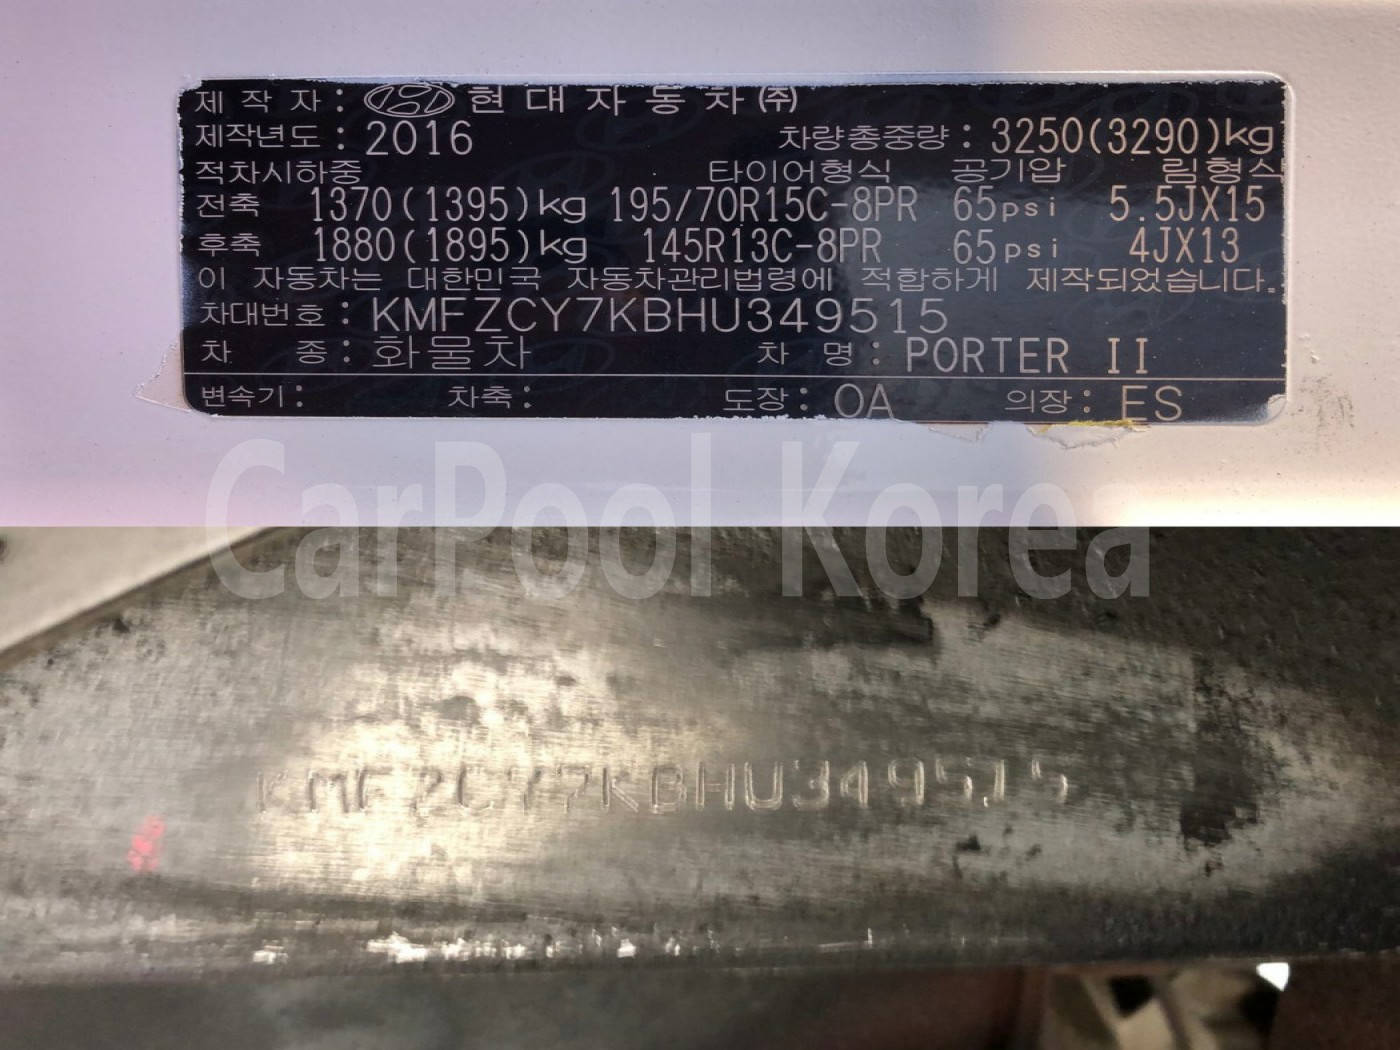 제 작 자 : HYUNDAI 현 대 자 동 차 ㈜
제작년도 : 2016 차량총중량 : 3250(3290)kg
적차시하중 타이어형식 공기압 림형식
전축 1370(1395)kg 195/70R15C-8PR 65psi 5.5JX15
후축 1880(1895)kg 145R13C-8PR 65psi 4JX13
이 자동차는 대한민국 자동차관리법령에 적합하게 제작되었습니다.
차대번호 : KMFZCY7KBHU349515
차 종 : 화물차 차 명 : PORTER II
변속기 : 차축 : 도장 : OA 의장 : ES
CarPool Korea
KMFZCY7KBHU349515